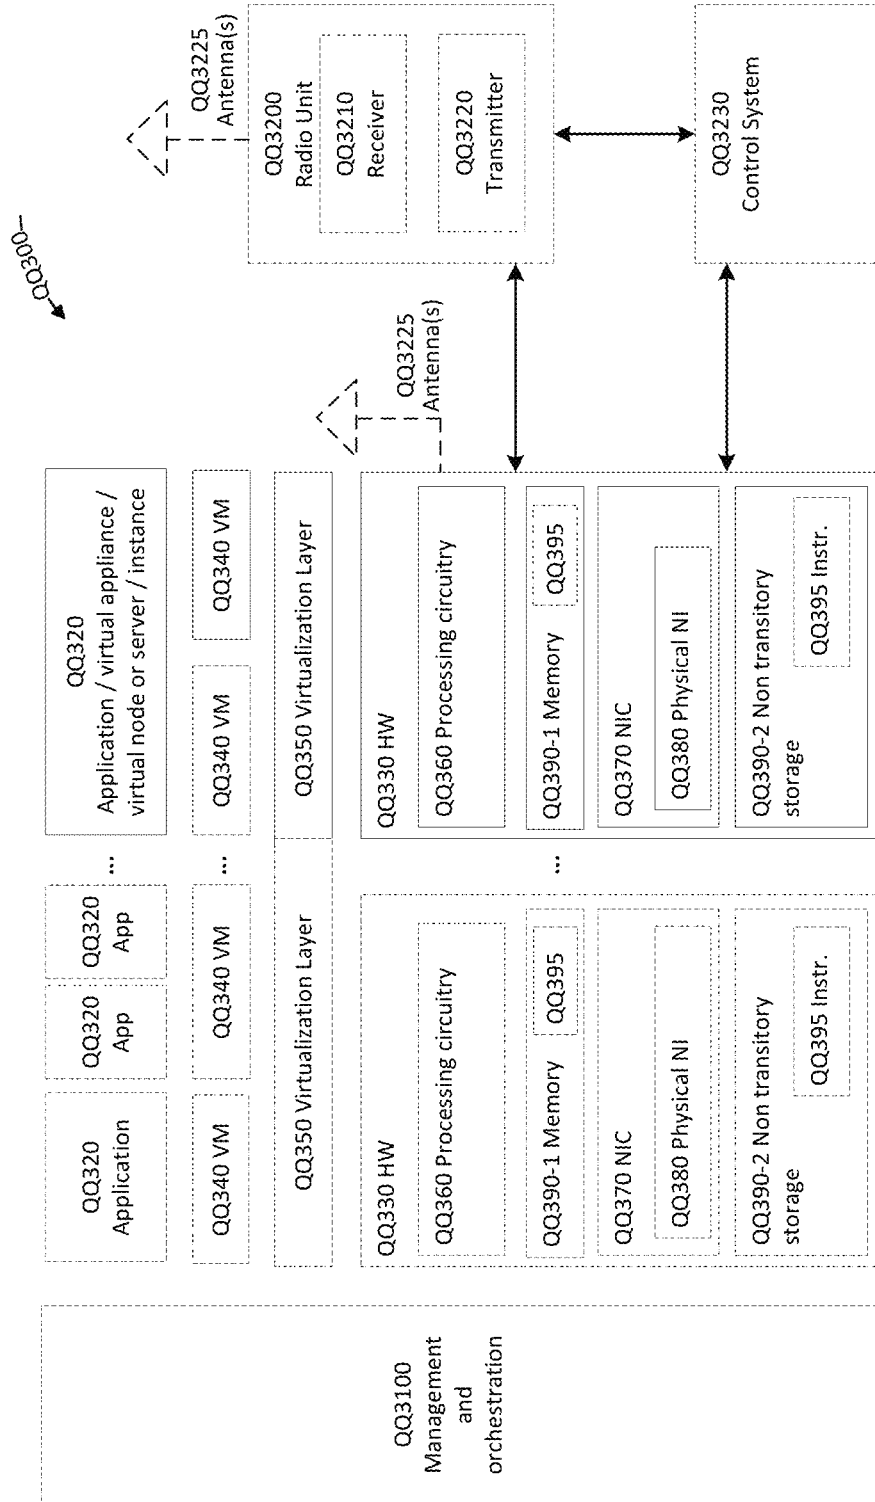 QQ300
QQ3100
Management
and
orchestration
QQ320
Application
QQ320
App
QQ320
App
...
QQ320
Application / virtual appliance /
virtual node or server / instance
QQ340 VM
QQ340 VM
...
QQ340 VM
QQ340 VM
QQ350 Virtualization Layer
QQ350 Virtualization Layer
QQ330 HW
QQ360 Processing circuitry
QQ390-1 Memory
QQ395
QQ370 NIC
QQ380 Physical NI
QQ390-2 Non transitory
storage
QQ395 Instr.
...
QQ330 HW
QQ360 Processing circuitry
QQ390-1 Memory
QQ395
QQ370 NIC
QQ380 Physical NI
QQ390-2 Non transitory
storage
QQ395 Instr.
QQ3225
Antenna(s)
QQ3225
Antenna(s)
QQ3200
Radio Unit
QQ3210
Receiver
QQ3220
Transmitter
QQ3230
Control System